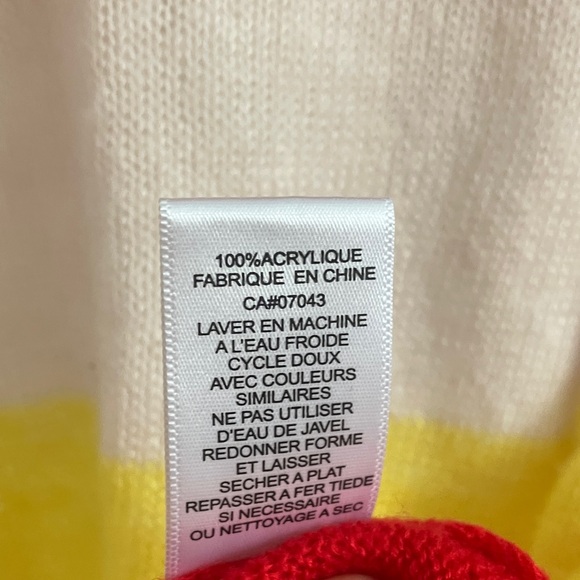 100%ACRYLIQUE
FABRIQUE EN CHINE
CA#07043
LAVER EN MACHINE
A L'EAU FROIDE
CYCLE DOUX
AVEC COULEURS
SIMILAIRES
NE PAS UTILISER
D'EAU DE JAVEL
REDONNER FORME
ET LAISSER
SECHER A PLAT
REPASSER A FER TIEDE
SI NECESSAIRE
OU NETTOYAGE A SEC